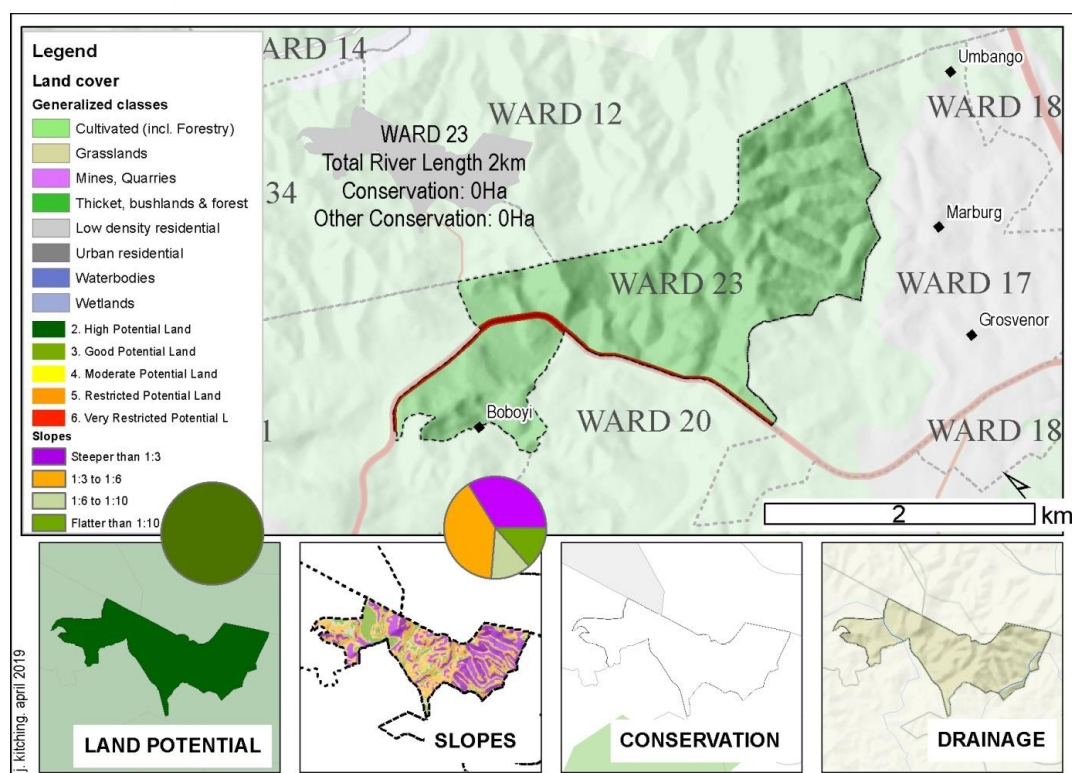 Legend
Land cover
Generalized classes
Cultivated (incl. Forestry)
Grasslands
Mines, Quarries
Thicket, bushlands & forest
Low density residential
Urban residential
Waterbodies
Wetlands
2. High Potential Land
3. Good Potential Land
4. Moderate Potential Land
5. Restricted Potential Land
6. Very Restricted Potential L
Slopes
Steeper than 1:3
1:3 to 1:6
1:6 to 1:10
Flatter than 1:10
ARD 14
WARD 12
WARD 23
Total River Length 2km
Conservation: 0Ha
Other Conservation: 0Ha
34
Umbango
WARD 18
Marburg
WARD 23
WARD 17
Grosvenor
Boboyi
WARD 20
1
WARD 18
2
km
j. kitching. april 2019
LAND POTENTIAL
SLOPES
CONSERVATION
DRAINAGE